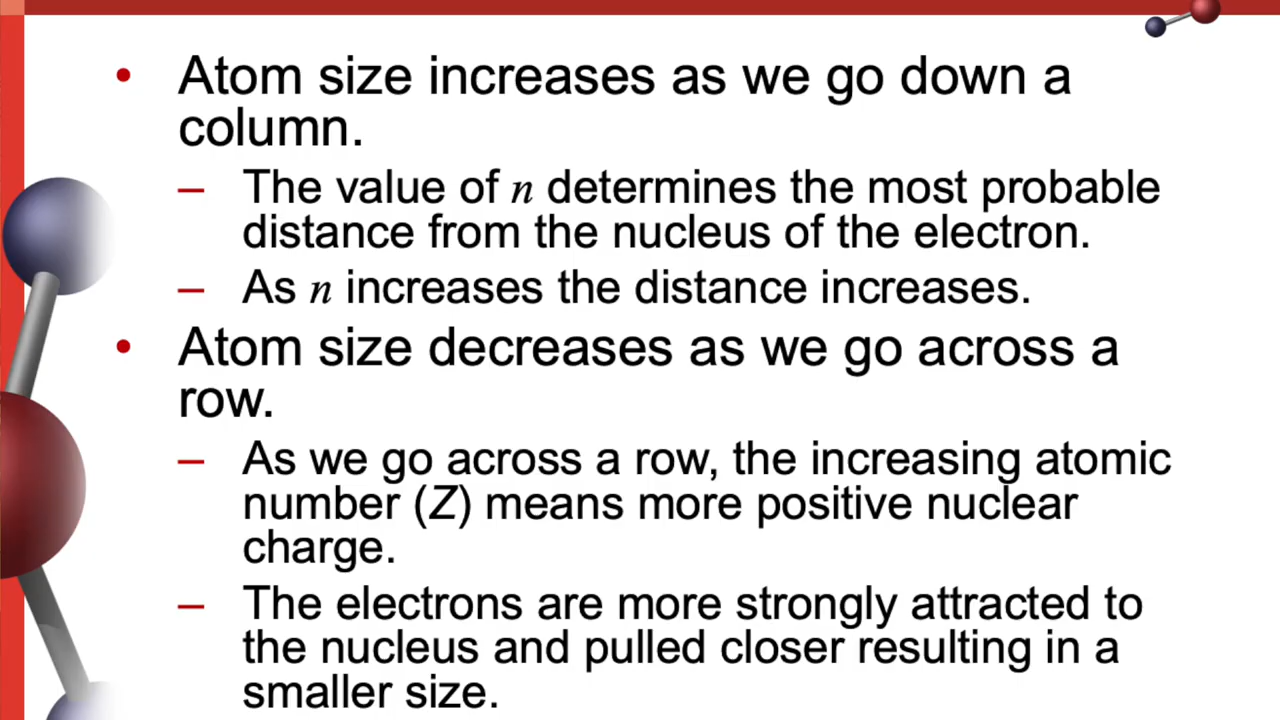 • Atom size increases as we go down a
column.
– The value of n determines the most probable
distance from the nucleus of the electron.
– As n increases the distance increases.
• Atom size decreases as we go across a
row.
– As we go across a row, the increasing atomic
number (Z) means more positive nuclear
charge.
– The electrons are more strongly attracted to
the nucleus and pulled closer resulting in a
smaller size.